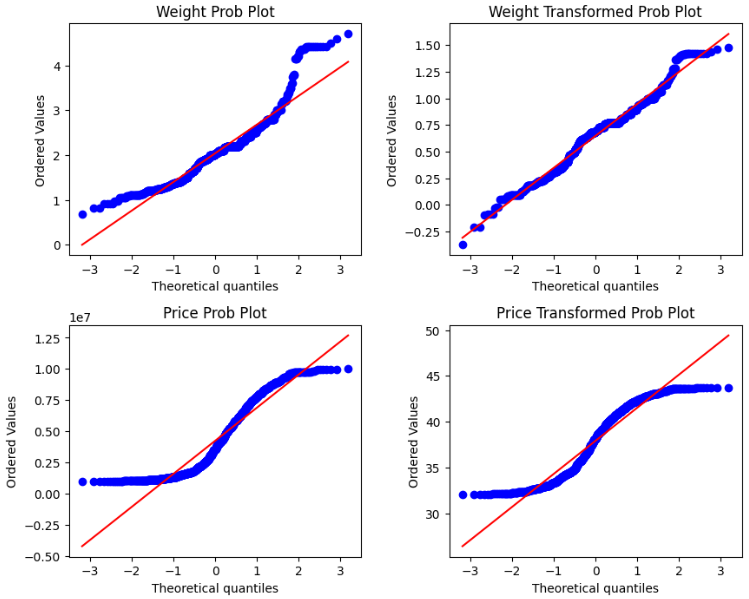 Weight Prob Plot
Ordered Values
4
3
2
1
0
−3 −2 −1 0 1 2 3
Theoretical quantiles
Weight Transformed Prob Plot
Ordered Values
1.50
1.25
1.00
0.75
0.50
0.25
0.00
−0.25
−3 −2 −1 0 1 2 3
Theoretical quantiles
Price Prob Plot
1e7
Ordered Values
1.25
1.00
0.75
0.50
0.25
0.00
−0.25
−0.50
−3 −2 −1 0 1 2 3
Theoretical quantiles
Price Transformed Prob Plot
Ordered Values
50
45
40
35
30
−3 −2 −1 0 1 2 3
Theoretical quantiles